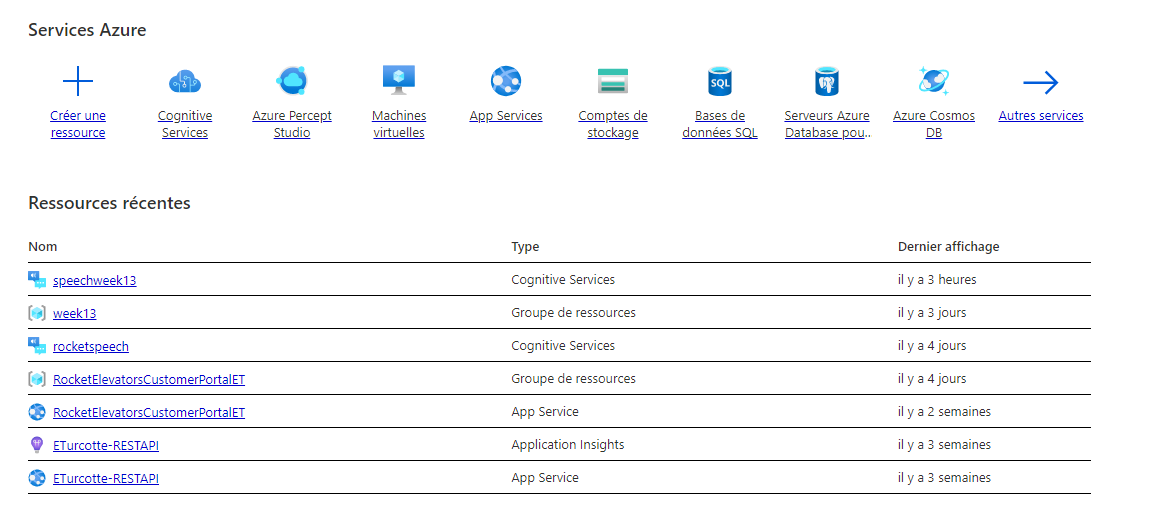 Services Azure
Créer une
ressource
Cognitive
Services
Azure Percept
Studio
Machines
virtuelles
App Services
Comptes de
stockage
SQL
Bases de
données SQL
Serveurs Azure
Database pou..
Azure Cosmos
DB
Autres services
Ressources récentes
Nom Type Dernier affichage
speechweek13 Cognitive Services il y a 3 heures
week13 Groupe de ressources il y a 3 jours
rocketspeech Cognitive Services il y a 4 jours
RocketElevatorsCustomerPortalET Groupe de ressources il y a 4 jours
RocketElevatorsCustomerPortalET App Service il y a 2 semaines
ETurcotte-RESTAPI Application Insights il y a 3 semaines
ETurcotte-RESTAPI App Service il y a 3 semaines